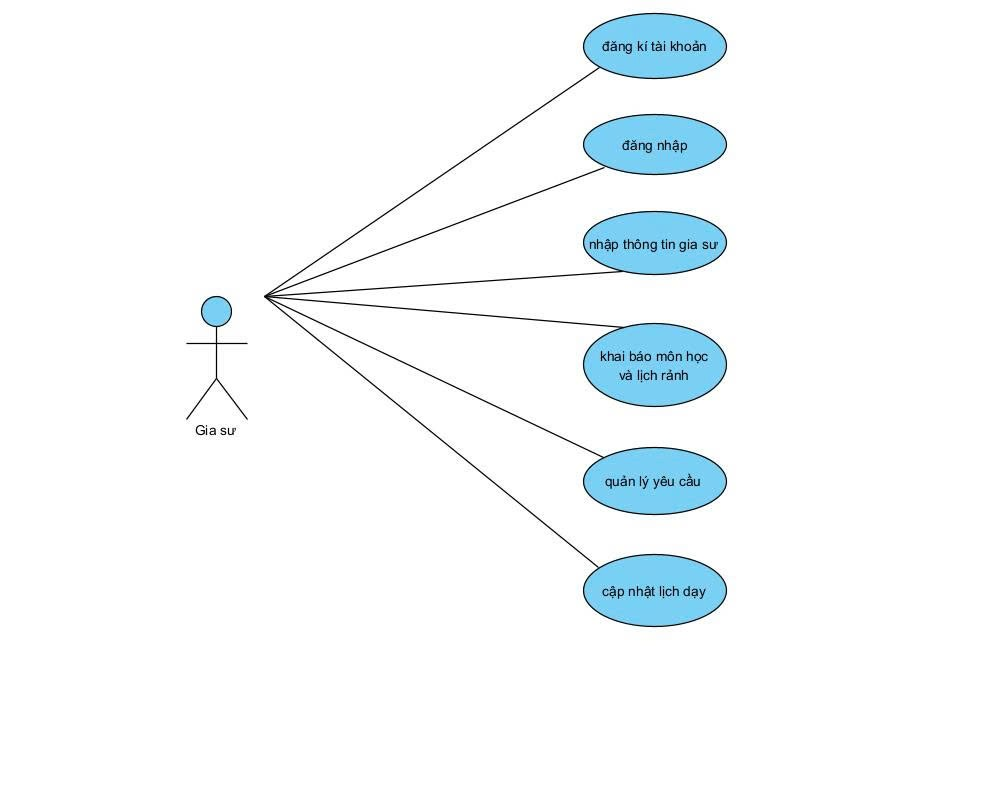 đăng kí tài khoản
đăng nhập
nhập thông tin gia sư
khai báo môn học
và lịch rảnh
Gia sư
quản lý yêu cầu
cập nhật lịch dạy